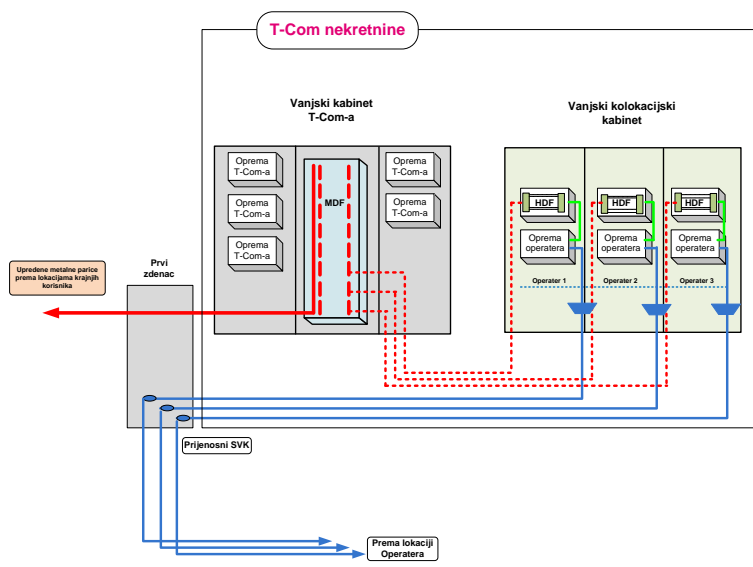 T-Com nekretnine
Vanjski kabinet
T-Com-a
Vanjski kolokacijski
kabinet
Oprema
T-Com-a
Oprema
T-Com-a
Oprema
T-Com-a
MDF
Oprema
T-Com-a
Oprema
T-Com-a
HDF
HDF
HDF
Oprema
operatera
Oprema
operatera
Oprema
operatera
Operater 1
Operater 2
Operater 3
Upredene metalne parice
prema lokacijama krajnjih
korisnika
Prvi
zdenac
Prijenosni SVK
Prema lokaciji
Operatera